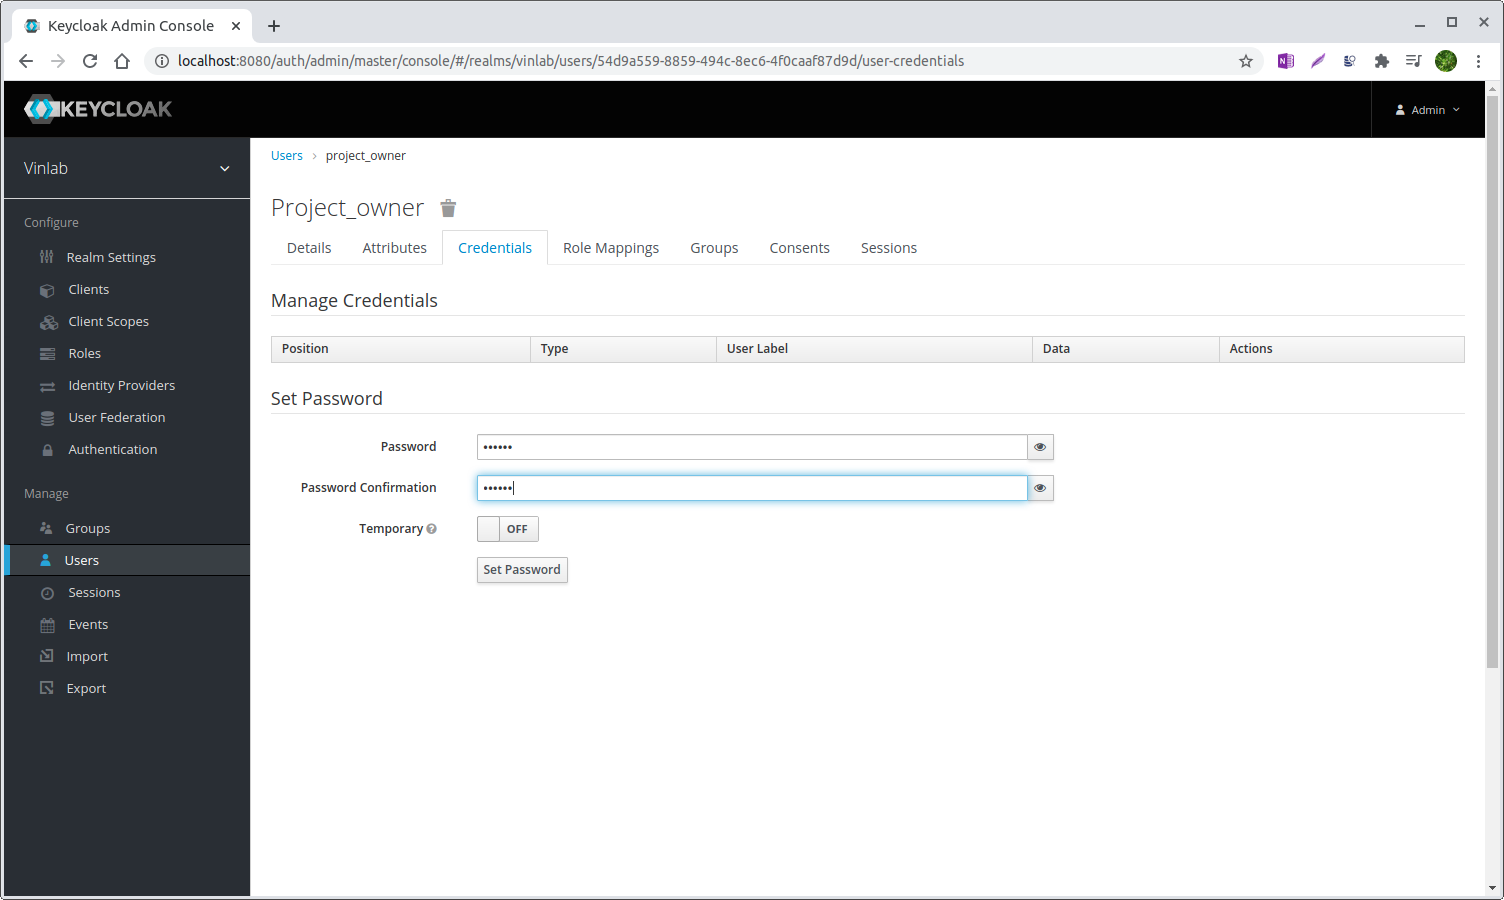 Keycloak Admin Console
localhost:8080/auth/admin/master/console/#/realms/vinlab/users/54d9a559-8859-494c-8ec6-4f0caaf87d9d/user-credentials
KEYCLOAK
Admin
Vinlab
Configure
Realm Settings
Clients
Client Scopes
Roles
Identity Providers
User Federation
Authentication
Manage
Groups
Users
Sessions
Events
Import
Export
Users > project_owner
Project_owner
Details Attributes Credentials Role Mappings Groups Consents Sessions
Manage Credentials
Position Type User Label Data Actions
Set Password
Password ••••••
Password Confirmation ••••••
Temporary OFF
Set Password